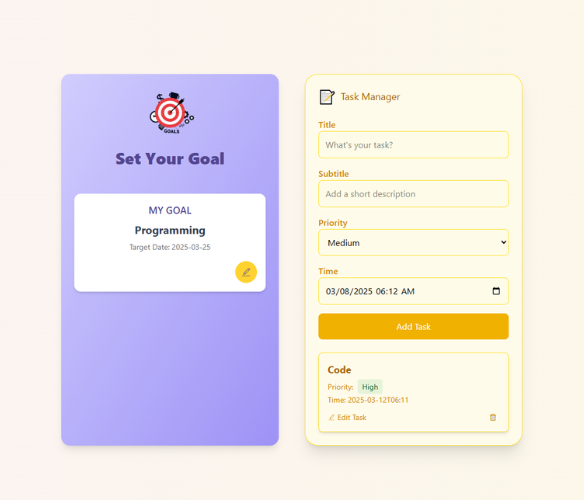 GOALS
Set Your Goal
MY GOAL
Programming
Target Date: 2025-03-25
Task Manager
Title
What's your task?
Subtitle
Add a short description
Priority
Medium
Time
03/08/2025 06:12 AM
Add Task
Code
Priority: High
Time: 2025-03-12T06:11
Edit Task